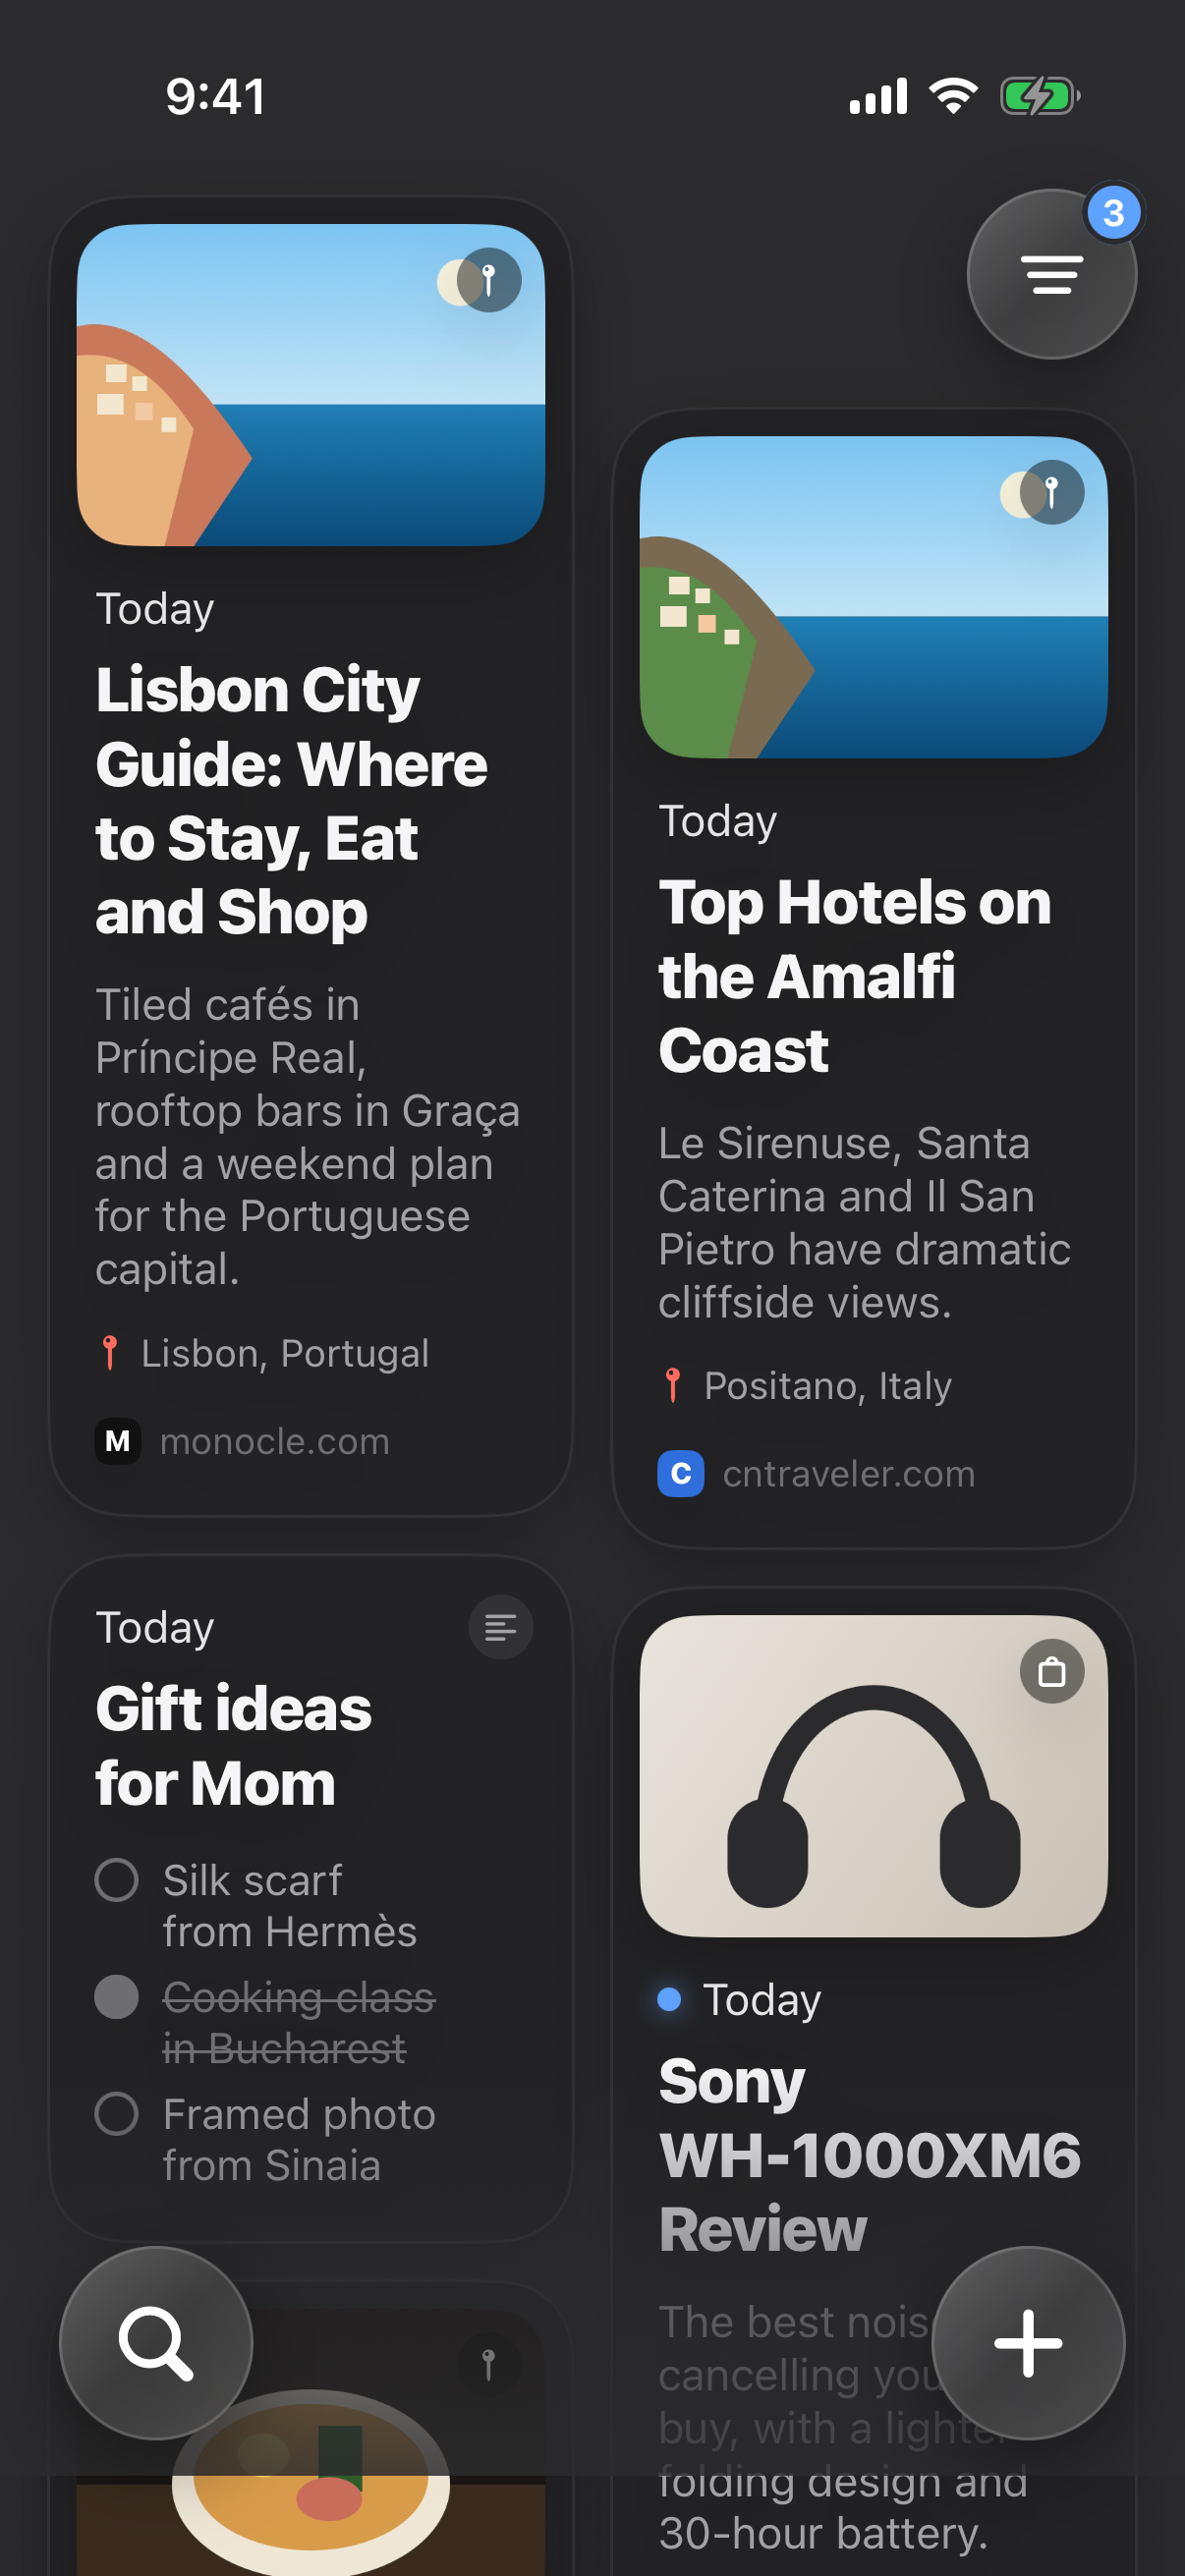 9:41
3
Today
Lisbon City
Guide: Where
to Stay, Eat
and Shop
Tiled cafés in
Príncipe Real,
rooftop bars in Graça
and a weekend plan
for the Portuguese
capital.
Lisbon, Portugal
M monocle.com
Today
Gift ideas
for Mom
Silk scarf
from Hermès
Cooking class
in Bucharest
Framed photo
from Sinaia
Today
Top Hotels on
the Amalfi
Coast
Le Sirenuse, Santa
Caterina and Il San
Pietro have dramatic
cliffside views.
Positano, Italy
C cntraveler.com
Today
Sony
WH-1000XM6
Review
The best
cancelling
buy, with a
folding design and
30-hour battery.